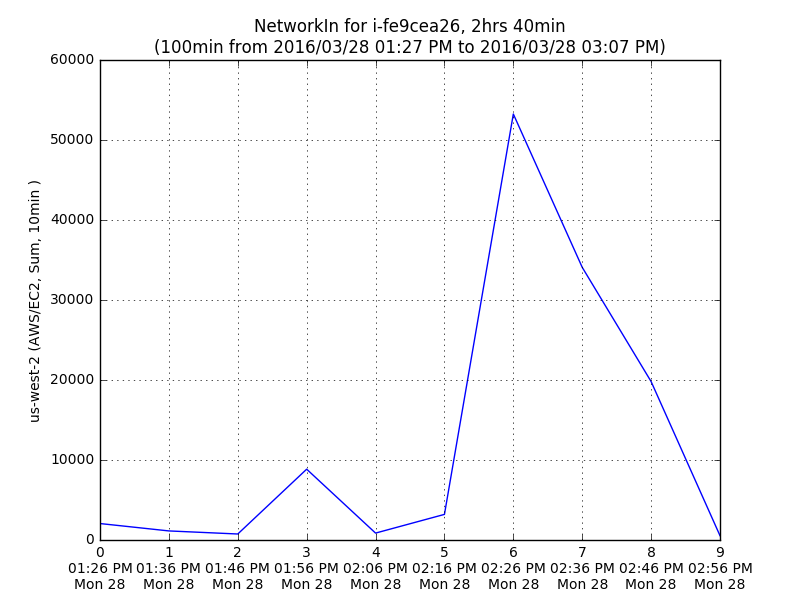 NetworkIn for i-fe9cea26, 2hrs 40min
(100min from 2016/03/28 01:27 PM to 2016/03/28 03:07 PM)
60000
50000
40000
30000
20000
10000
0
us-west-2 (AWS/EC2, Sum, 10min )
0 1 2 3 4 5 6 7 8 9
01:26 PM 01:36 PM 01:46 PM 01:56 PM 02:06 PM 02:16 PM 02:26 PM 02:36 PM 02:46 PM 02:56 PM
Mon 28 Mon 28 Mon 28 Mon 28 Mon 28 Mon 28 Mon 28 Mon 28 Mon 28 Mon 28